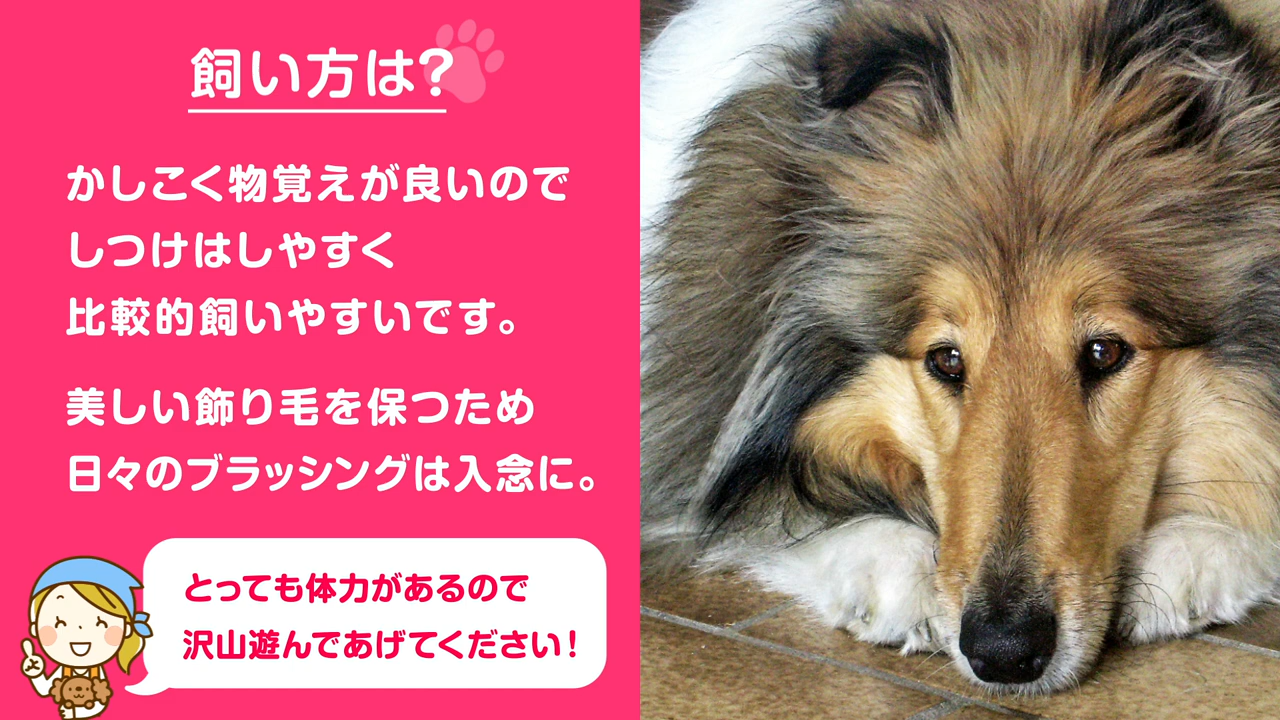 飼い方は?
かしこく物覚えが良いので
しつけはしやすく
比較的飼いやすいです。
美しい飾り毛を保つため
日々のブラッシングは入念に。
とっても体力があるので
沢山遊んであげてください!